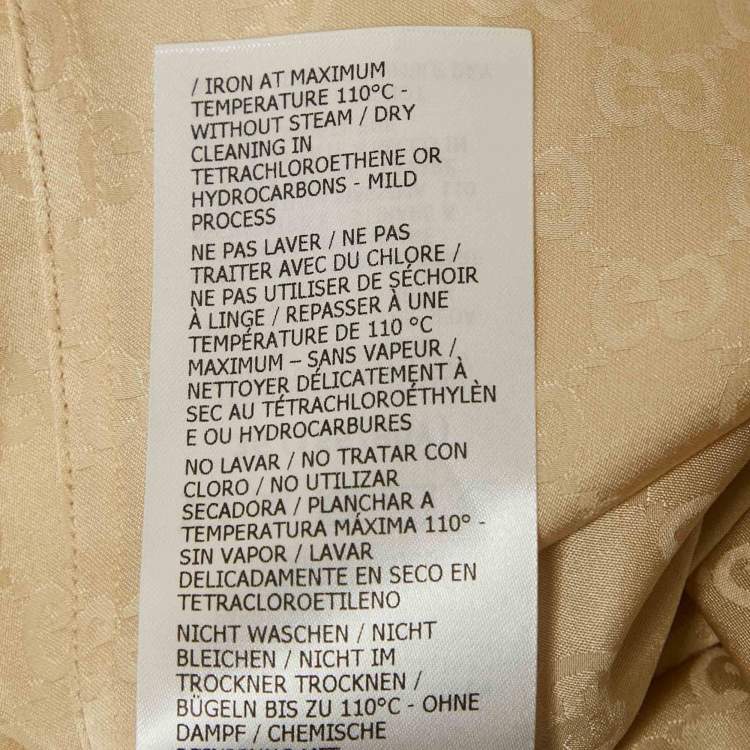 / IRON AT MAXIMUM
TEMPERATURE 110°C -
WITHOUT STEAM / DRY
CLEANING IN
TETRACHLOROETHENE OR
HYDROCARBONS - MILD
PROCESS
NE PAS LAVER / NE PAS
TRAITER AVEC DU CHLORE /
NE PAS UTILISER DE SÉCHOIR
À LINGE / REPASSER À UNE
TEMPÉRATURE DE 110 °C
MAXIMUM – SANS VAPEUR /
NETTOYER DÉLICATEMENT À
SEC AU TÉTRACHLOROÉTHYLÈN
E OU HYDROCARBURES
NO LAVAR / NO TRATAR CON
CLORO / NO UTILIZAR
SECADORA / PLANCHAR A
TEMPERATURA MÁXIMA 110° -
SIN VAPOR / LAVAR
DELICADAMENTE EN SECO EN
TETRACLOROETILENO
NICHT WASCHEN / NICHT
BLEICHEN / NICHT IM
TROCKNER TROCKNEN /
BÜGELN BIS ZU 110°C - OHNE
DAMPF / CHEMISCHE